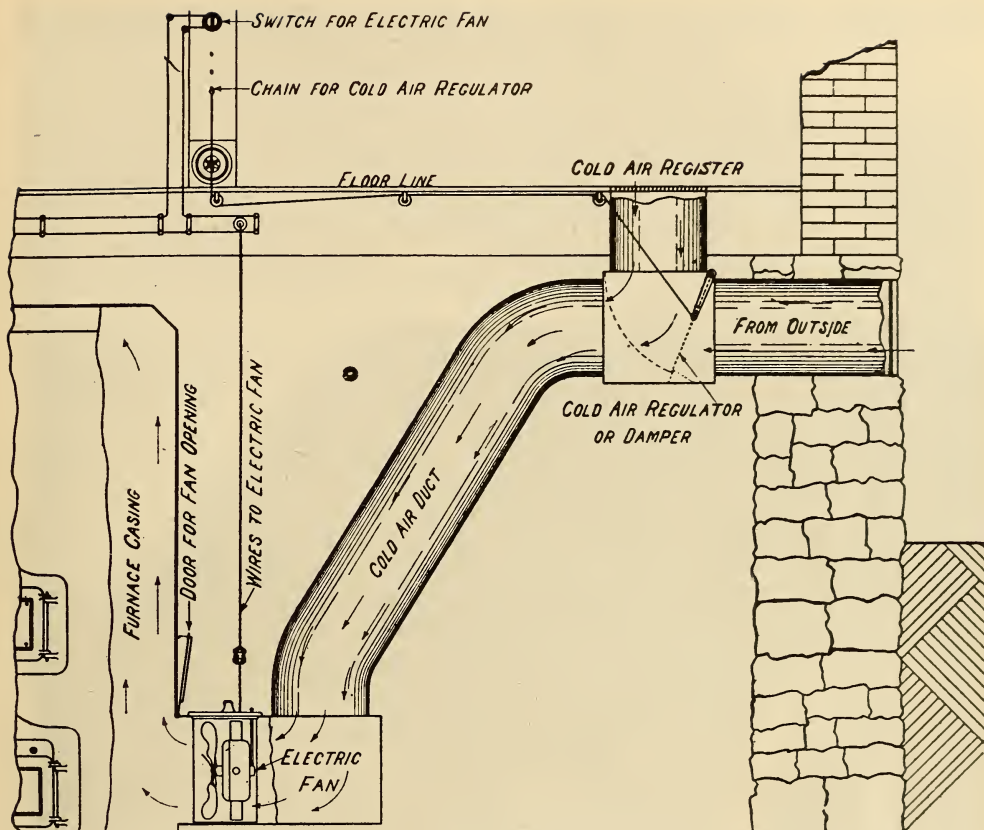 SWITCH FOR ELECTRIC FAN
CHAIN FOR COLD AIR REGULATOR
COLD AIR REGISTER
FLOOR LINE
FROM OUTSIDE
COLD AIR REGULATOR
OR DAMPER
FURNACE CASING
DOOR FOR FAN OPENING
WIRES TO ELECTRIC FAN
COLD AIR DUCT
ELECTRIC
FAN